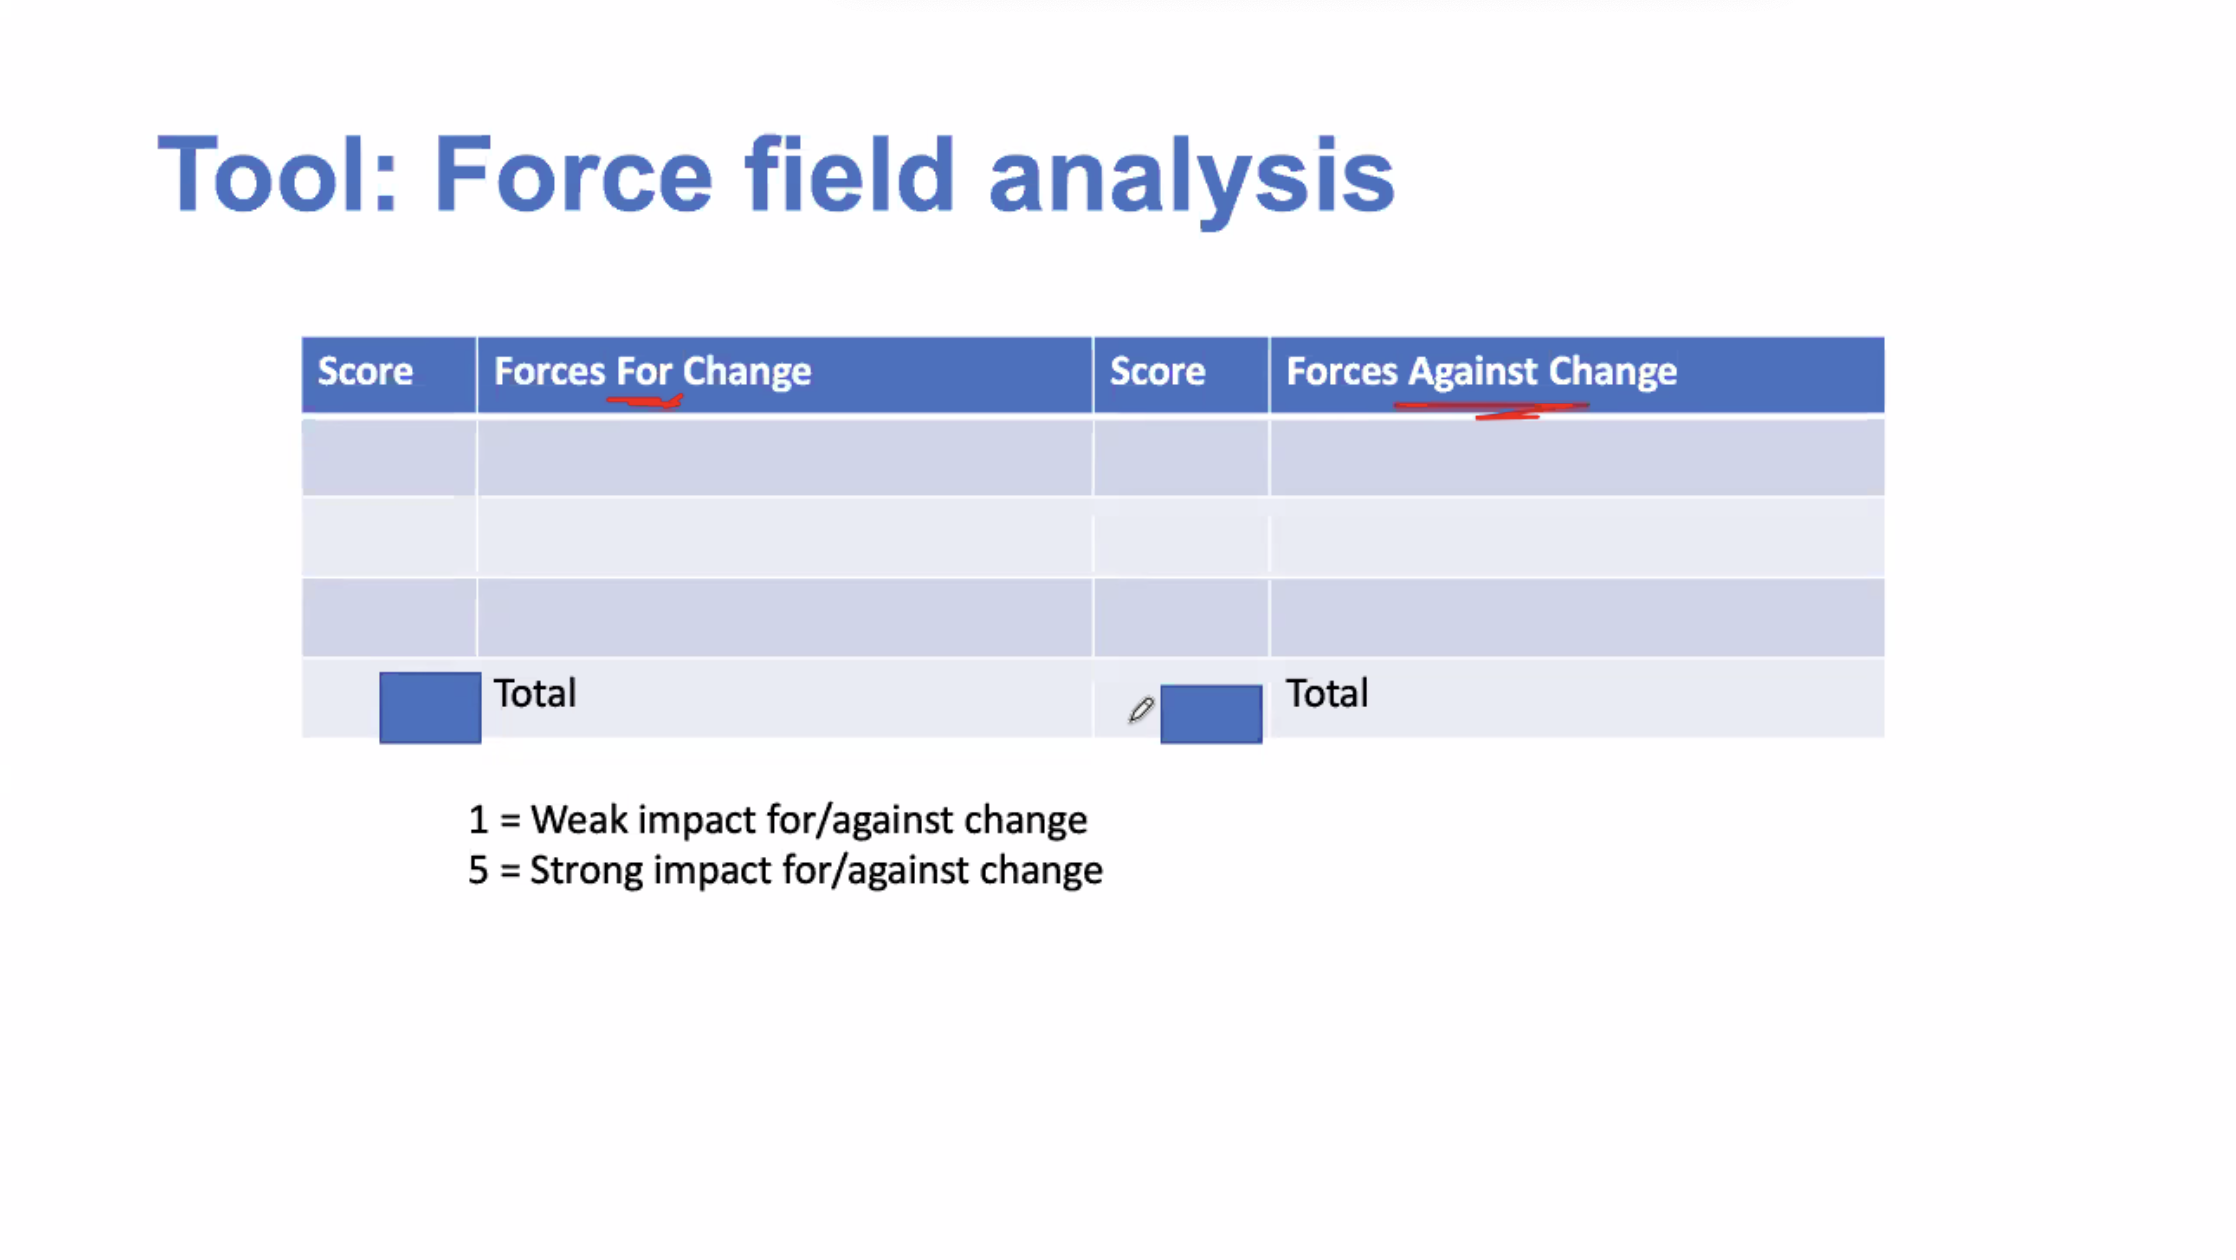 Tool: Force field analysis
Score Forces For Change Score Forces Against Change
Total Total
1 = Weak impact for/against change
5 = Strong impact for/against change